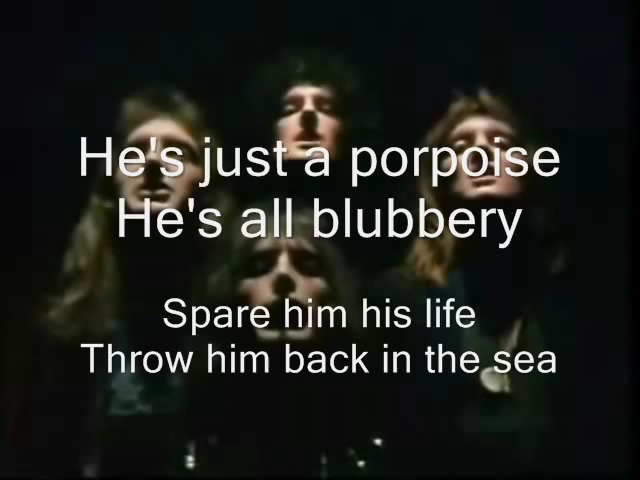 He's just a porpoise
He's all blubbery
Spare him his life
Throw him back in the sea